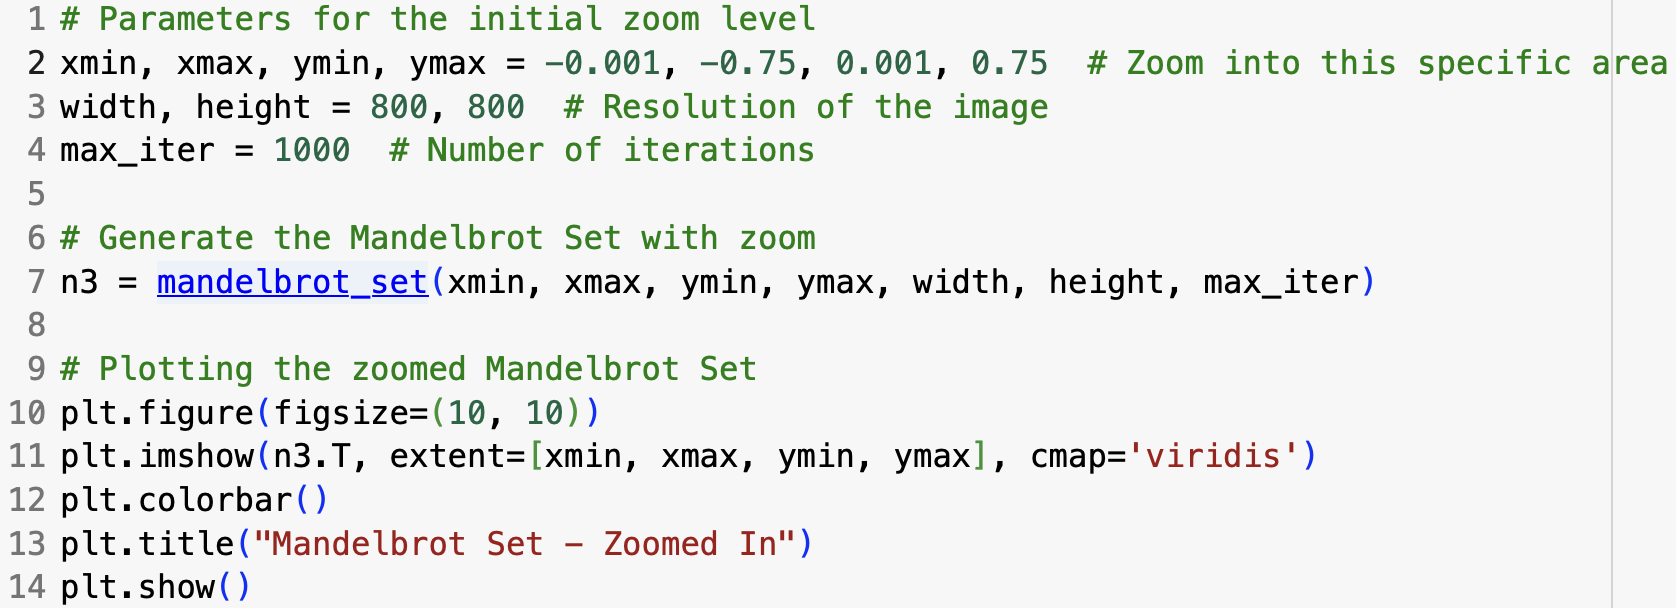 1 # Parameters for the initial zoom level
2 xmin, xmax, ymin, ymax = -0.001, -0.75, 0.001, 0.75  # Zoom into this specific area
3 width, height = 800, 800  # Resolution of the image
4 max_iter = 1000  # Number of iterations
5
6 # Generate the Mandelbrot Set with zoom
7 n3 = mandelbrot_set(xmin, xmax, ymin, ymax, width, height, max_iter)
8
9 # Plotting the zoomed Mandelbrot Set
10 plt.figure(figsize=(10, 10))
11 plt.imshow(n3.T, extent=[xmin, xmax, ymin, ymax], cmap='viridis')
12 plt.colorbar()
13 plt.title("Mandelbrot Set – Zoomed In")
14 plt.show()